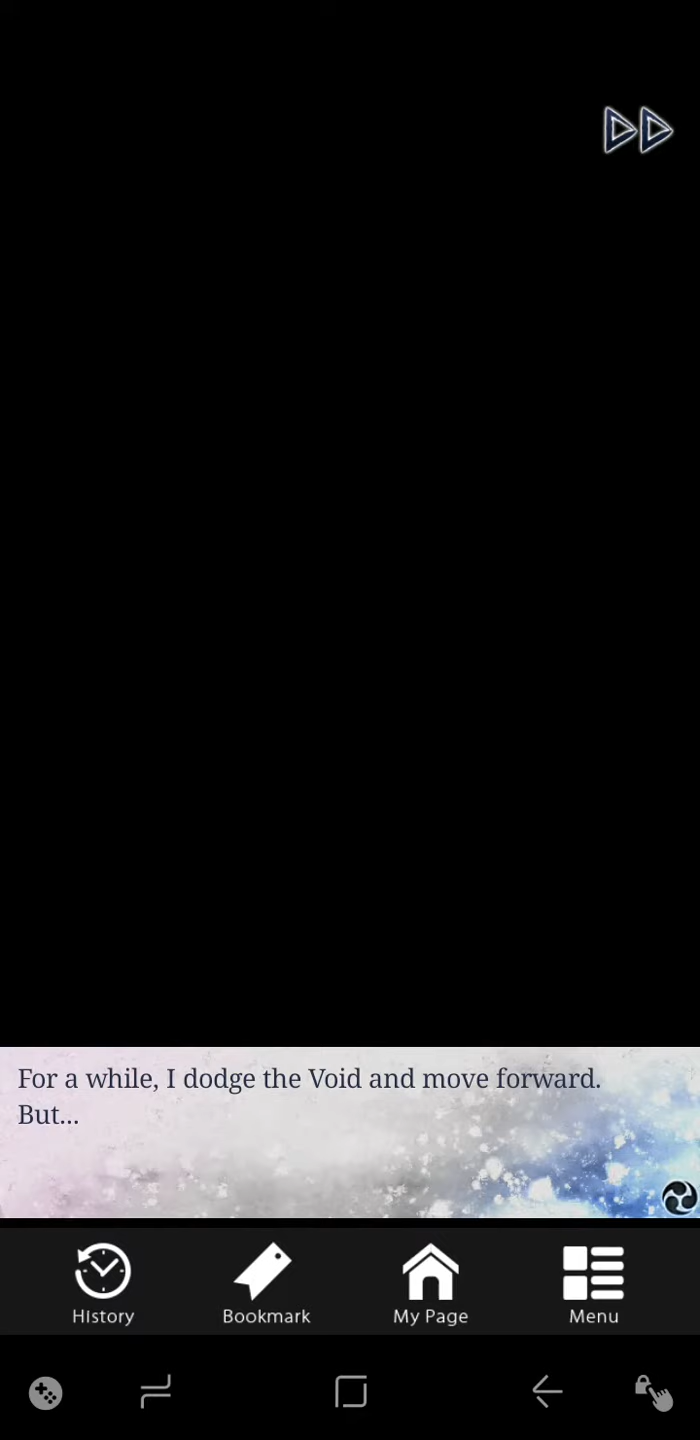 For a while, I dodge the Void and move forward.
But...
History
Bookmark
My Page
Menu